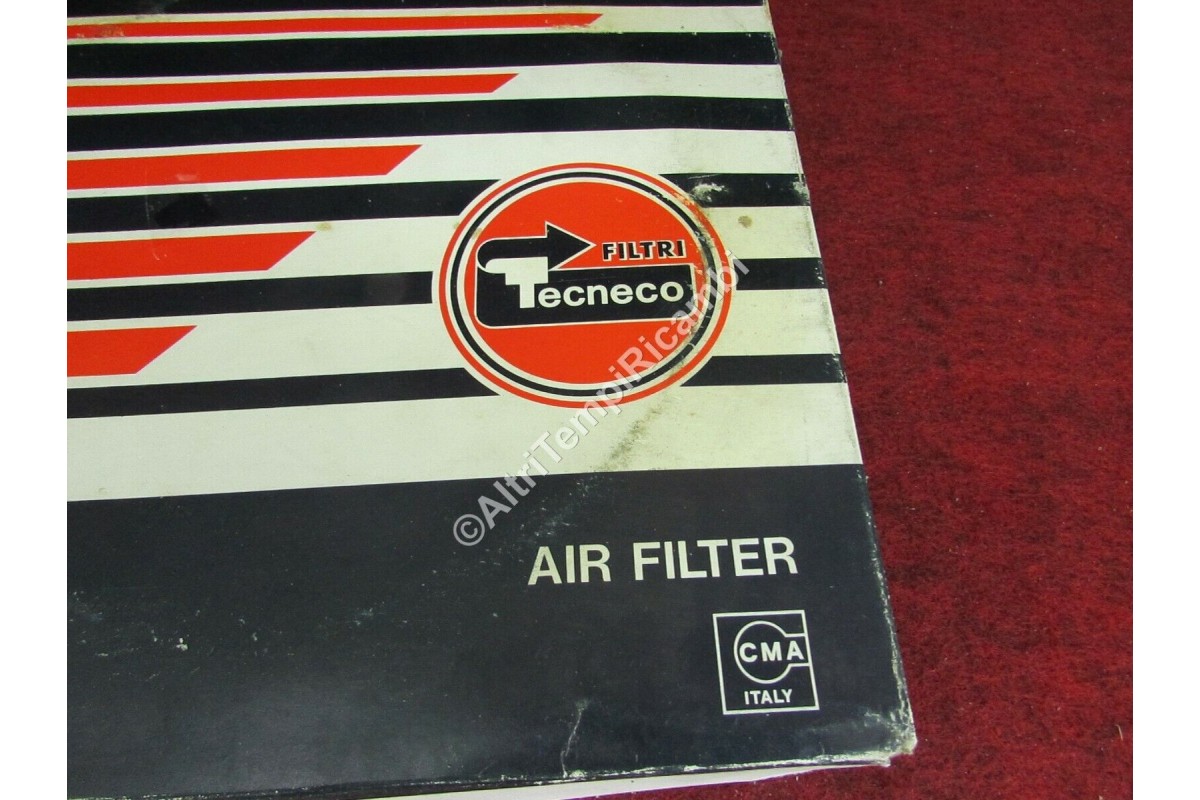 FILTRI
Tecneco
©AltriTempiRicambi
AIR FILTER
CMA
ITALY